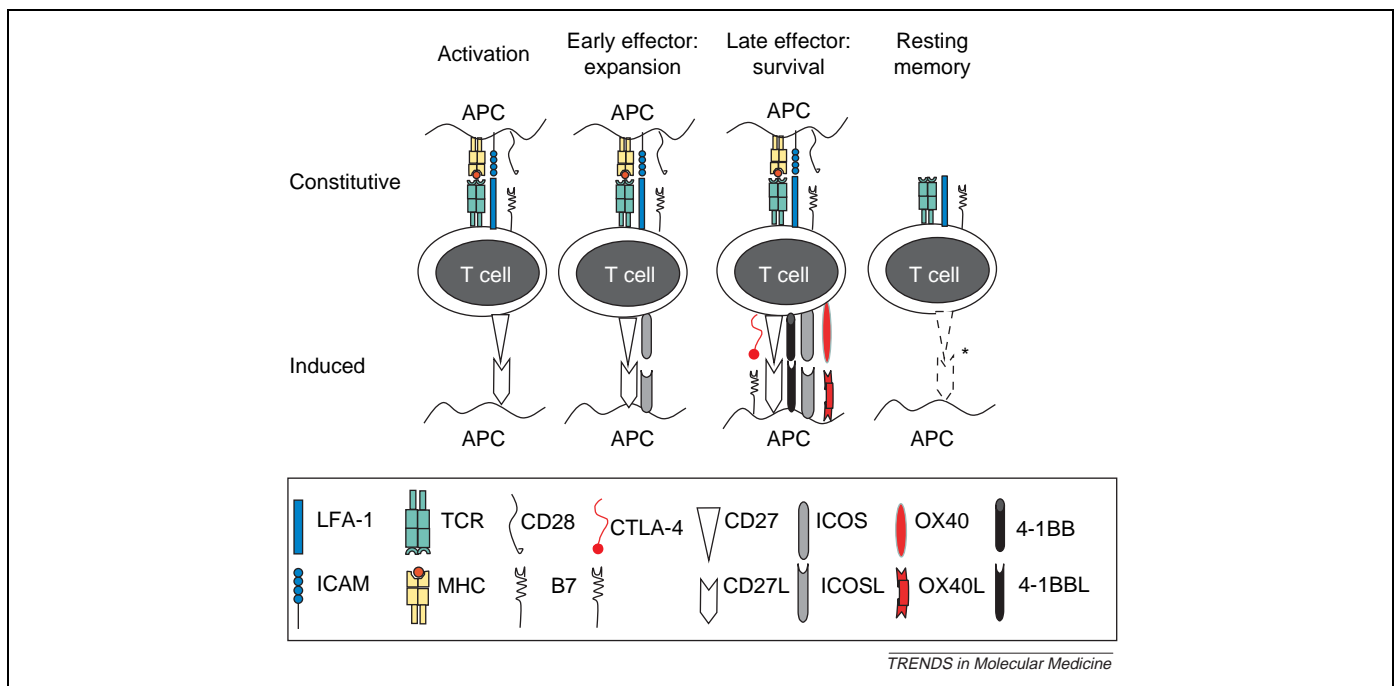 Activation
Early effector:
expansion
Late effector:
survival
Resting
memory
APC
APC
APC
Constitutive
T cell
T cell
T cell
T cell
Induced
*
APC
APC
APC
APC
LFA-1
TCR
CD28
CTLA-4
CD27
ICOS
OX40
4-1BB
ICAM
MHC
B7
CD27L
ICOSL
OX40L
4-1BBL
TRENDS in Molecular Medicine